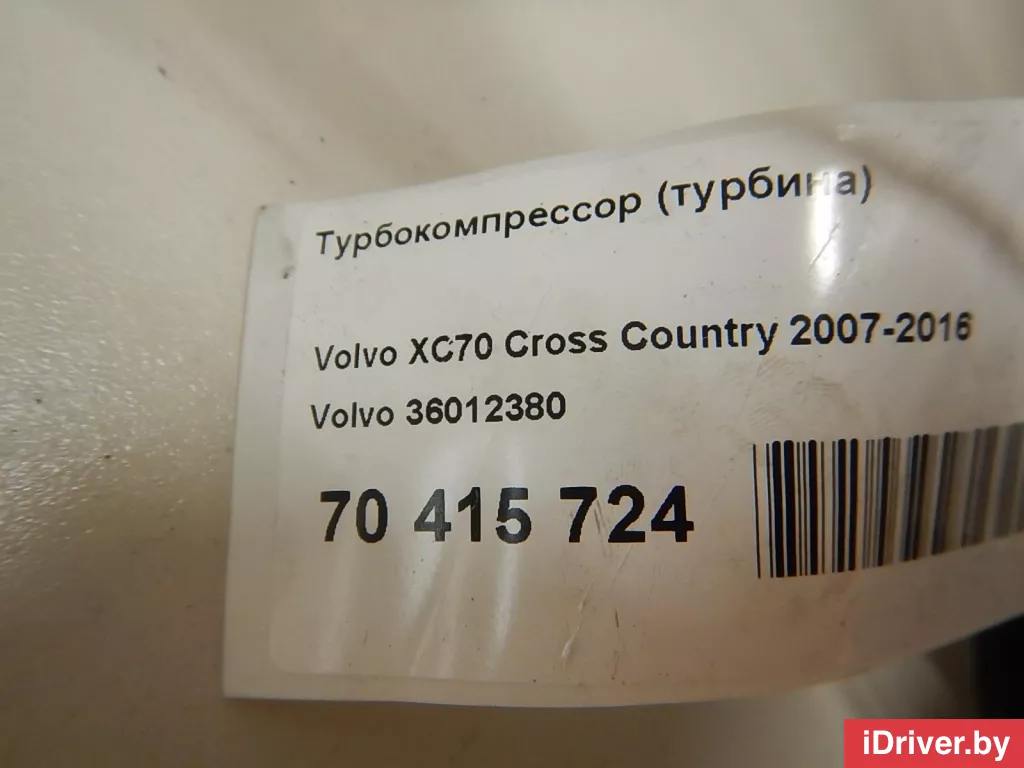 Турбокомпрессор (турбина)
Volvo XC70 Cross Country 2007-2016
Volvo 36012380
70 415 724
iDriver.by